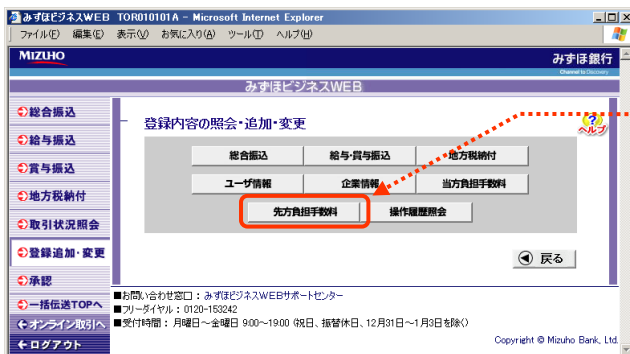 みずほビジネスWEB TOR010101A - Microsoft Internet Explorer
ファイル(F) 編集(E) 表示(V) お気に入り(A) ツール(T) ヘルプ(H)
MIZUHO
みずほ銀行
Channel to Discovery
みずほビジネスWEB
総合振込
給与振込
賞与振込
地方税納付
取引状況照会
登録追加・変更
承認
一括伝送TOPへ
オンライン取引へ
ログアウト
登録内容の照会・追加・変更
ヘルプ
総合振込 給与・賞与振込 地方税納付
ユーザ情報 企業情報 当方負担手数料
先方負担手数料 操作履歴照会
戻る
■お問い合わせ窓口:みずほビジネスWEBサポートセンター
■フリーダイヤル:0120-153242
■受付時間:月曜日~金曜日 9:00~19:00 (祝日、振替休日、12月31日~1月3日を除く)
Copyright © Mizuho Bank, Ltd.